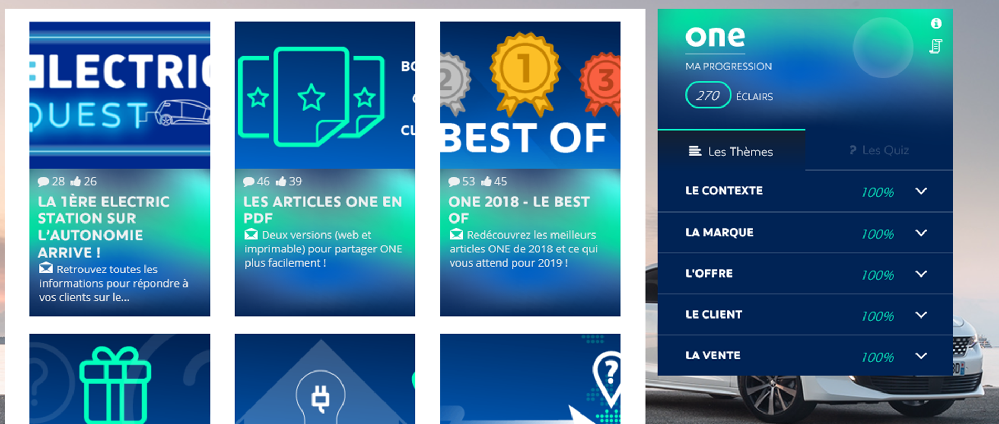 ELECTRIC
QUEST
28 26
LA 1ÈRE ELECTRIC
STATION SUR
L’AUTONOMIE
ARRIVE !
Retrouvez toutes les
informations pour répondre à
vos clients sur le...
46 39
LES ARTICLES ONE EN
PDF
Deux versions (web et
imprimable) pour partager ONE
plus facilement !
2 1 3
BEST OF
53 45
ONE 2018 - LE BEST
OF
Redécouvrez les meilleurs
articles ONE de 2018 et ce qui
vous attend pour 2019 !
?
?
one
MA PROGRESSION
270 ÉCLAIRS
Les Thèmes
? Les Quiz
LE CONTEXTE 100%
LA MARQUE 100%
L'OFFRE 100%
LE CLIENT 100%
LA VENTE 100%